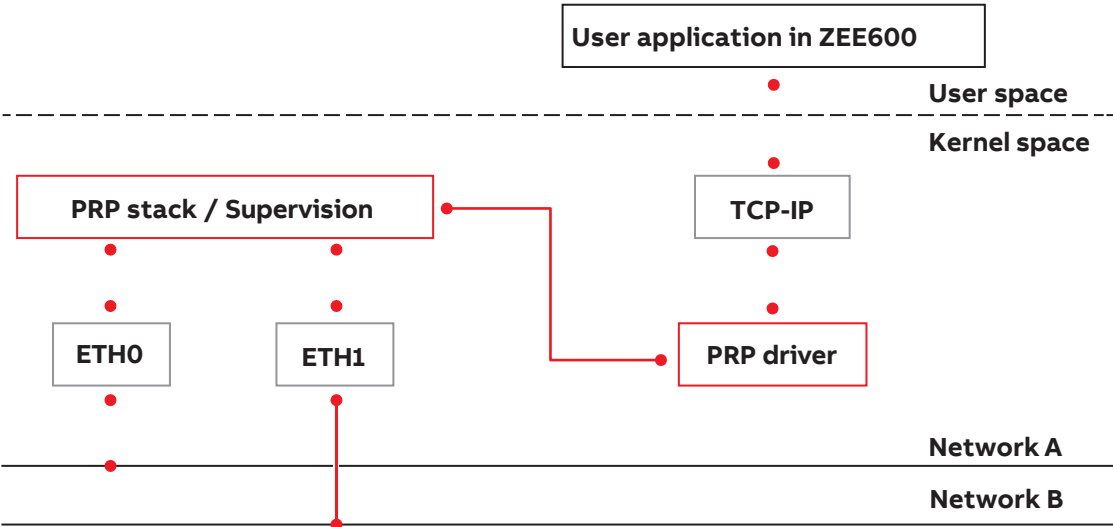 User application in ZEE600
User space
Kernel space
PRP stack / Supervision
TCP-IP
ETH0
ETH1
PRP driver
Network A
Network B